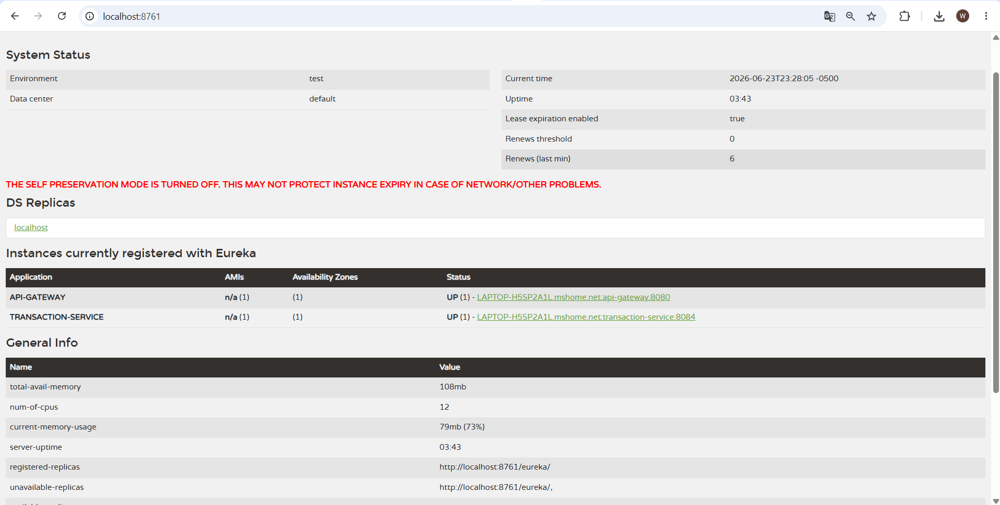 localhost:8761
W
System Status
Environment test
Data center default
Current time 2026-06-23T23:28:05 -0500
Uptime 03:43
Lease expiration enabled true
Renews threshold 0
Renews (last min) 6
THE SELF PRESERVATION MODE IS TURNED OFF. THIS MAY NOT PROTECT INSTANCE EXPIRY IN CASE OF NETWORK/OTHER PROBLEMS.
DS Replicas
localhost
Instances currently registered with Eureka
Application AMIs Availability Zones Status
API-GATEWAY n/a (1) (1) UP (1) - LAPTOP-H5SP2A1L.mshome.net:api-gateway:8080
TRANSACTION-SERVICE n/a (1) (1) UP (1) - LAPTOP-H5SP2A1L.mshome.net:transaction-service:8084
General Info
Name Value
total-avail-memory 108mb
num-of-cpus 12
current-memory-usage 79mb (73%)
server-uptime 03:43
registered-replicas http://localhost:8761/eureka/
unavailable-replicas http://localhost:8761/eureka/,